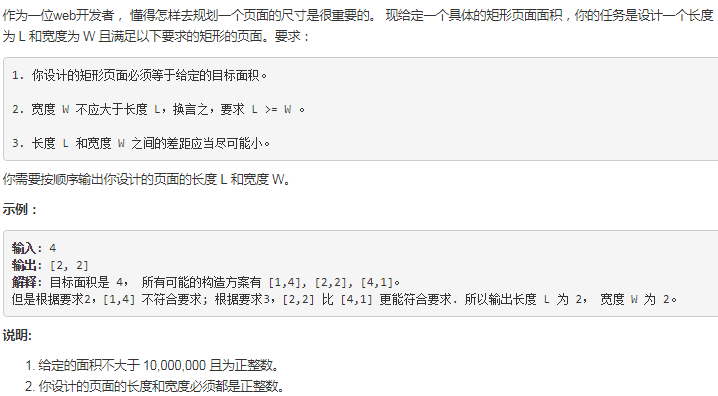 作为一位web开发者， 懂得怎样去规划一个页面的尺寸是很重要的。 现给定一个具体的矩形页面面积，你的任务是设计一个长度
为 L 和宽度为 W 且满足以下要求的矩形的页面。要求：
1. 你设计的矩形页面必须等于给定的目标面积。
2. 宽度 W 不应大于长度 L，换言之，要求 L >= W 。
3. 长度 L 和宽度 W 之间的差距应当尽可能小。
你需要按顺序输出你设计的页面的长度 L 和宽度 W。
示例：
输入: 4
输出: [2, 2]
解释: 目标面积是 4， 所有可能的构造方案有 [1,4], [2,2], [4,1]。
但是根据要求2，[1,4] 不符合要求; 根据要求3，[2,2] 比 [4,1] 更能符合要求. 所以输出长度 L 为 2， 宽度 W 为 2。
说明:
1. 给定的面积不大于 10,000,000 且为正整数。
2. 你设计的页面的长度和宽度必须都是正整数。